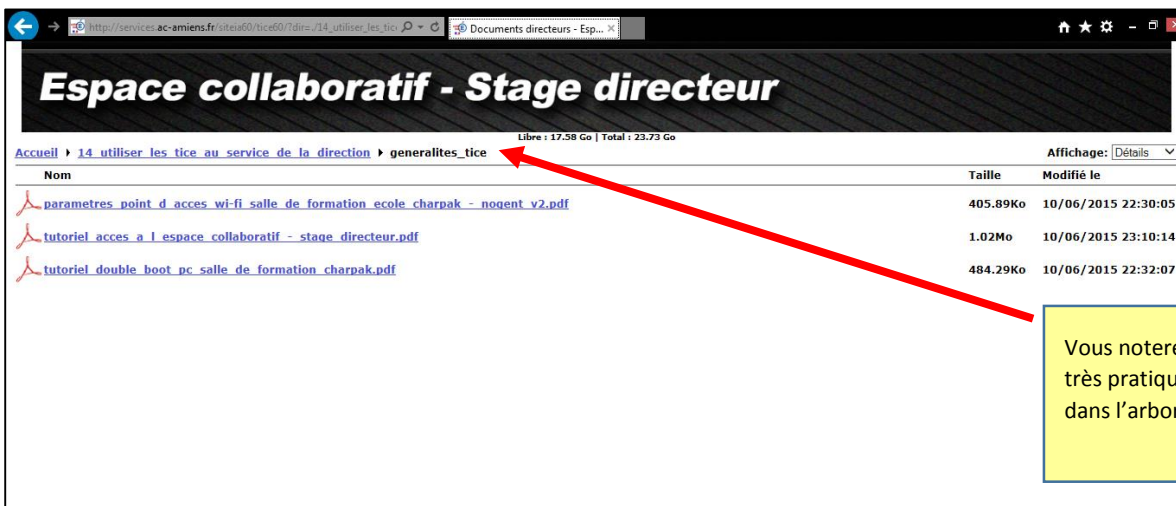 http://services.ac-amiens.fr/siteia60/tice60/?dir=./14_utiliser_les_tice
Documents directeurs - Esp...
Espace collaboratif - Stage directeur
Libre : 17.58 Go | Total : 23.73 Go
Accueil 14_utiliser_les_tice_au_service_de_la_direction generalites_tice
Affichage: Détails
Nom Taille Modifié le
parametres_point_d_acces_wi-fi_salle_de_formation_ecole_charpak_-_nogent_v2.pdf 405.89Ko 10/06/2015 22:30:05
tutoriel_acces_a_l_espace_collaboratif_-_stage_directeur.pdf 1.02Mo 10/06/2015 23:10:14
tutoriel_double_boot_pc_salle_de_formation_charpak.pdf 484.29Ko 10/06/2015 22:32:07
Vous notere
très pratiqu
dans l’arbor